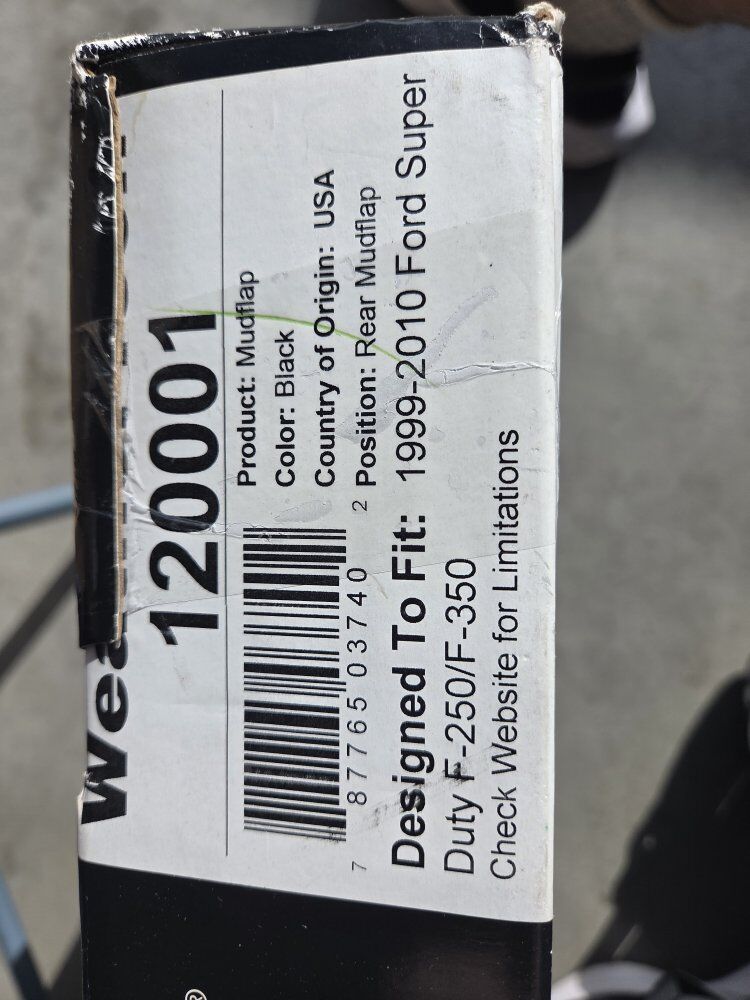 Wea
120001
Product: Mudflap
Color: Black
Country of Origin: USA
Position: Rear Mudflap
7 87765 03740 2
Designed To Fit: 1999-2010 Ford Super
Duty F-250/F-350
Check Website for Limitations
®